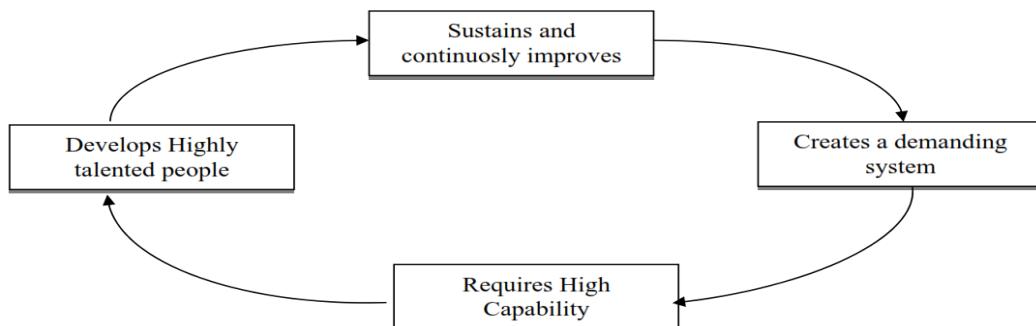 Sustains and
continuosly improves
Develops Highly
talented people
Creates a demanding
system
Requires High
Capability